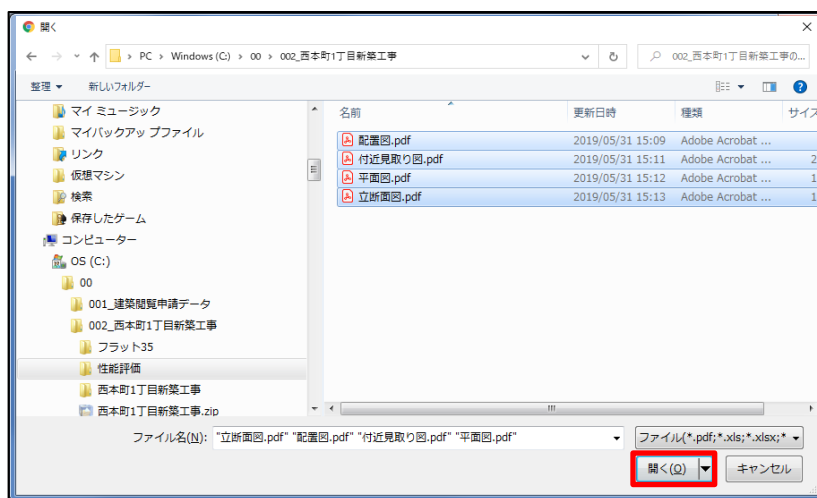 開く
PC › Windows (C:) › 00 › 002_西本町1丁目新築工事
002_西本町1丁目新築工事の...
整理 新しいフォルダー
マイ ミュージック
マイバックアップ プファイル
リンク
仮想マシン
検索
保存したゲーム
コンピューター
OS (C:)
00
001_建築閲覧申請データ
002_西本町1丁目新築工事
フラット35
性能評価
西本町1丁目新築工事
西本町1丁目新築工事.zip
名前 更新日時 種類 サイズ
配置図.pdf 2019/05/31 15:09 Adobe Acrobat ...
付近見取り図.pdf 2019/05/31 15:11 Adobe Acrobat ... 2
平面図.pdf 2019/05/31 15:12 Adobe Acrobat ... 1
立断面図.pdf 2019/05/31 15:13 Adobe Acrobat ... 1
ファイル名(N): "立断面図.pdf" "配置図.pdf" "付近見取り図.pdf" "平面図.pdf"
ファイル(*.pdf;*.xls;*.xlsx;*
開く(O) キャンセル